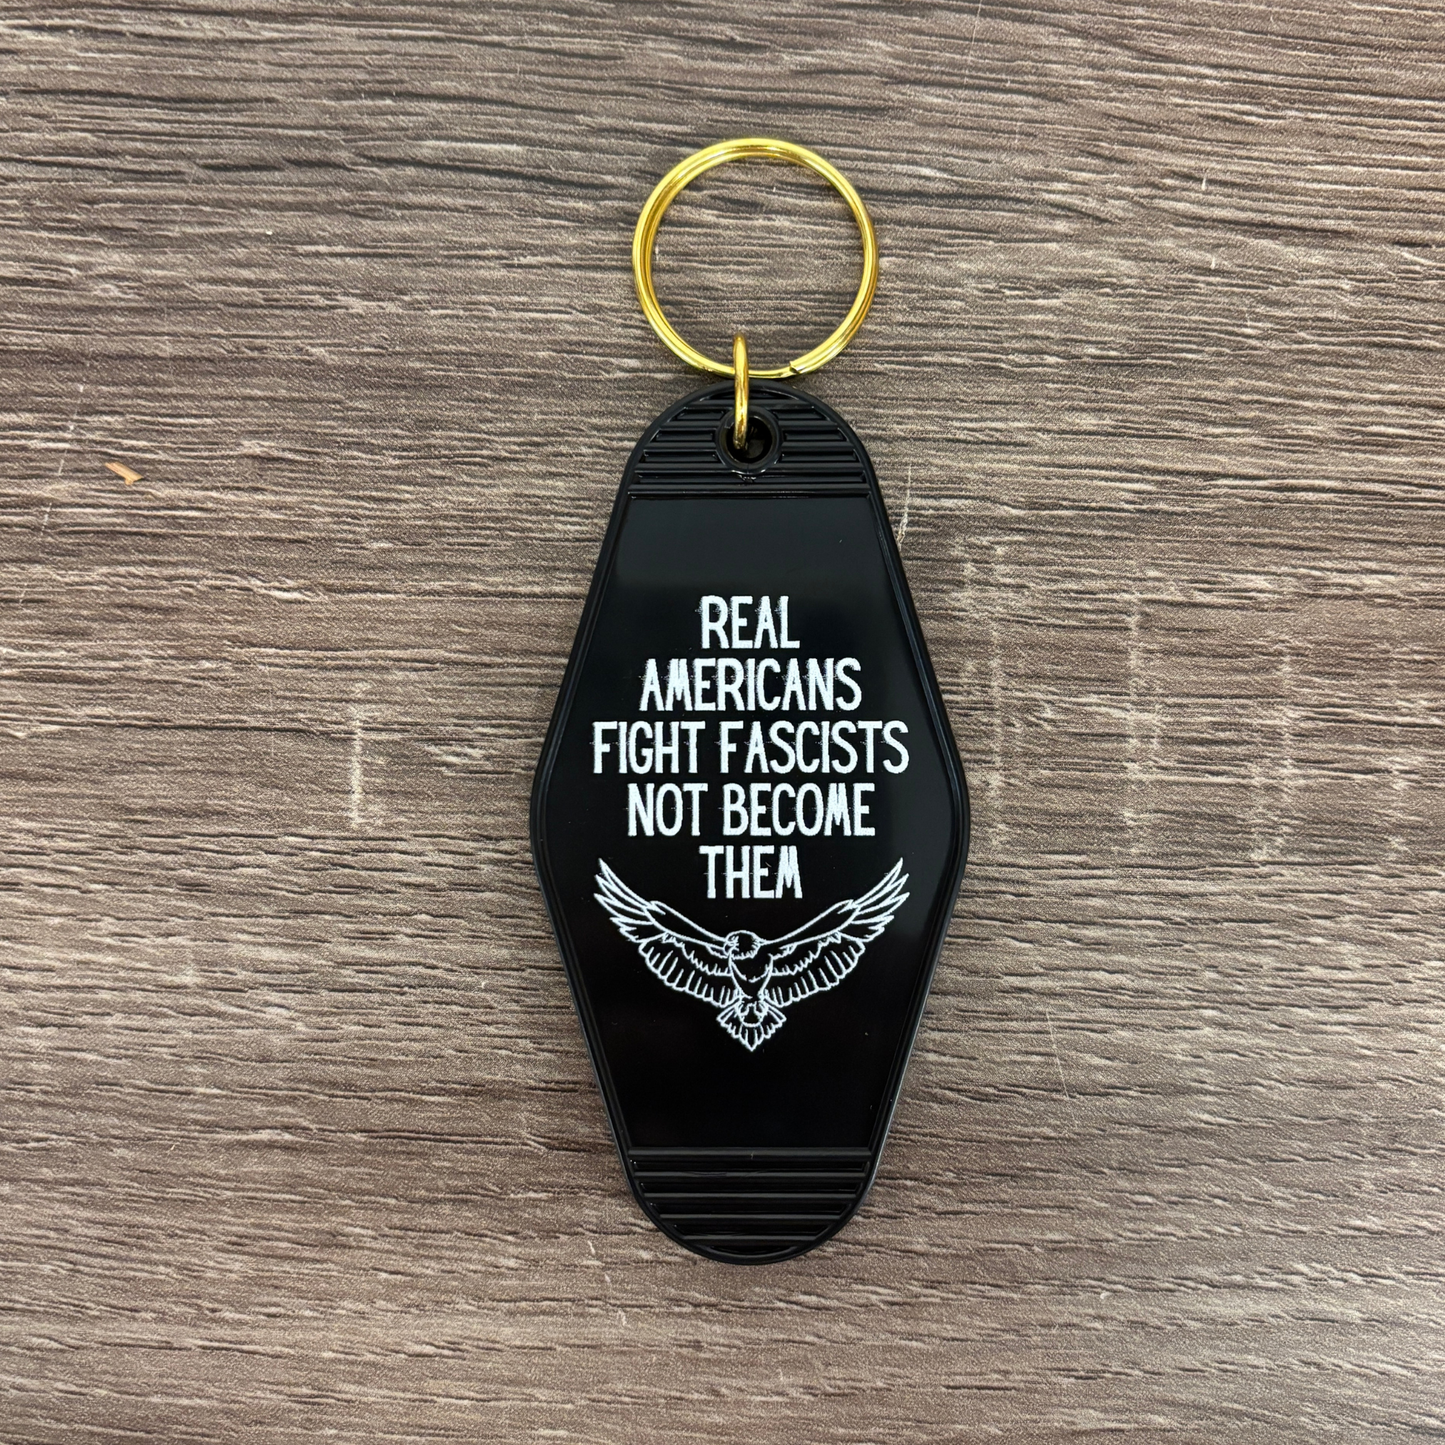 REAL
AMERICANS
FIGHT FASCISTS
NOT BECOME
THEM